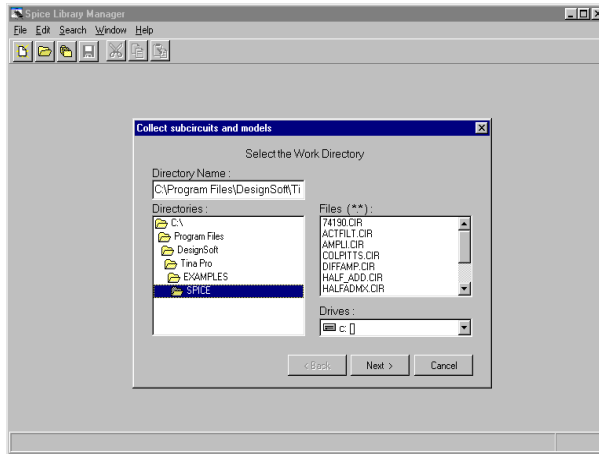 Spice Library Manager
File Edit Search Window Help
Collect subcircuits and models
Select the Work Directory
Directory Name :
C:\Program Files\DesignSoft\Ti
Directories :
C:\
Program Files
DesignSoft
Tina Pro
EXAMPLES
SPICE
Files (*.*) :
74190.CIR
ACTFILT.CIR
AMPLI.CIR
COLPITTS.CIR
DIFFAMP.CIR
HALF_ADD.CIR
HALFADMX.CIR
Drives :
c: []
< Back Next > Cancel